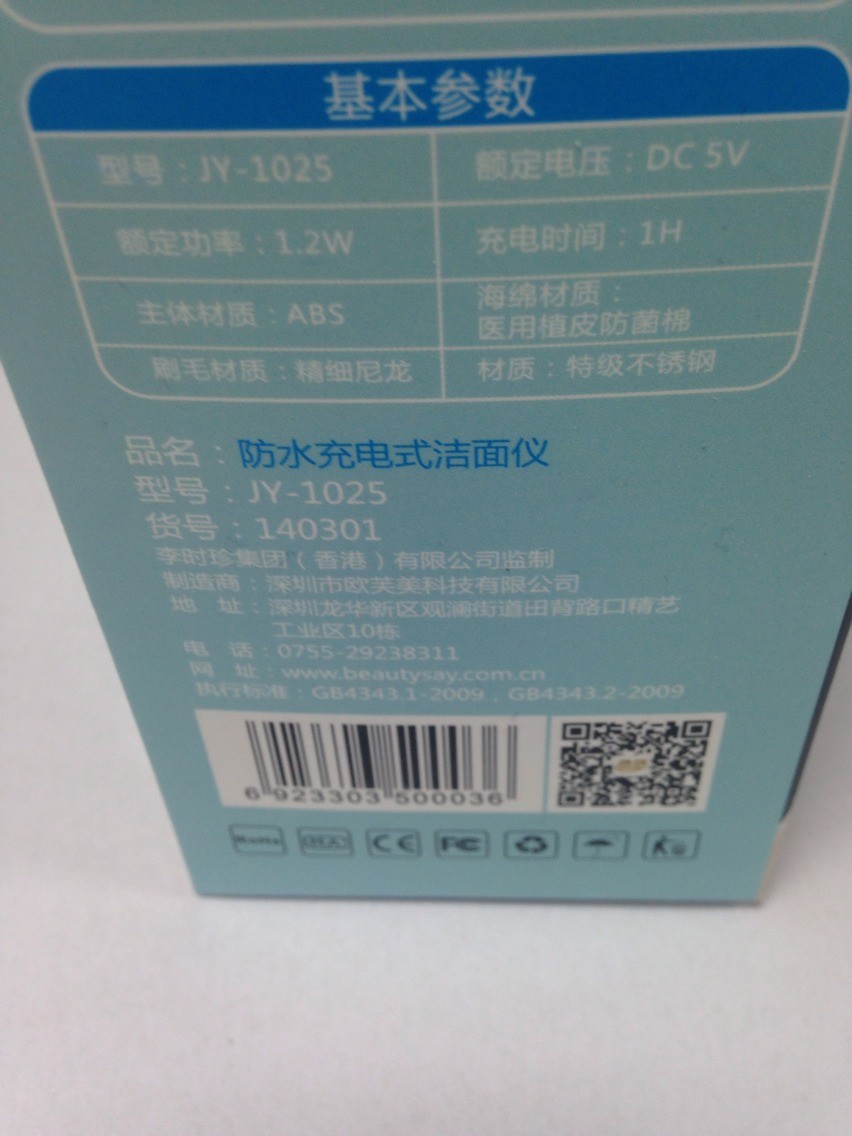 基本参数
型号：JY-1025
额定电压：DC 5V
额定功率：1.2W
充电时间：1H
主体材质：ABS
海绵材质：
医用植皮防菌棉
刷毛材质：精细尼龙
材质：特级不锈钢
品名：防水充电式洁面仪
型号：JY-1025
货号：140301
李时珍集团（香港）有限公司监制
制造商：深圳市欧芙美科技有限公司
地 址：深圳龙华新区观澜街道田背路口精艺
工业区10栋
电 话：0755-29238311
网 址：www.beautysay.com.cn
执行标准：GB4343.1-2009，GB4343.2-2009
6 923303 500036
RoHS
CE
FC